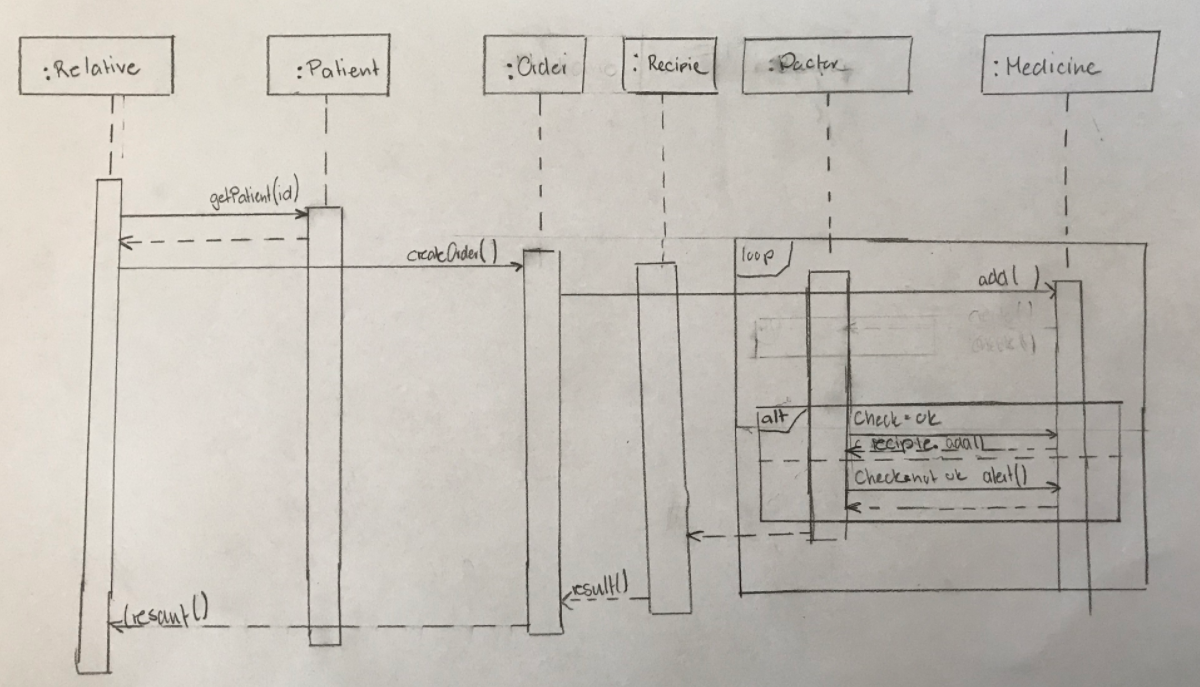 :Relative
:Patient
:Order
: Recipie
:Doctor
:Medicine
getPatient(id)
createOrder()
loop
add( )
alt
Check=ok
recipie.add(
Check=not ok alert()
result()